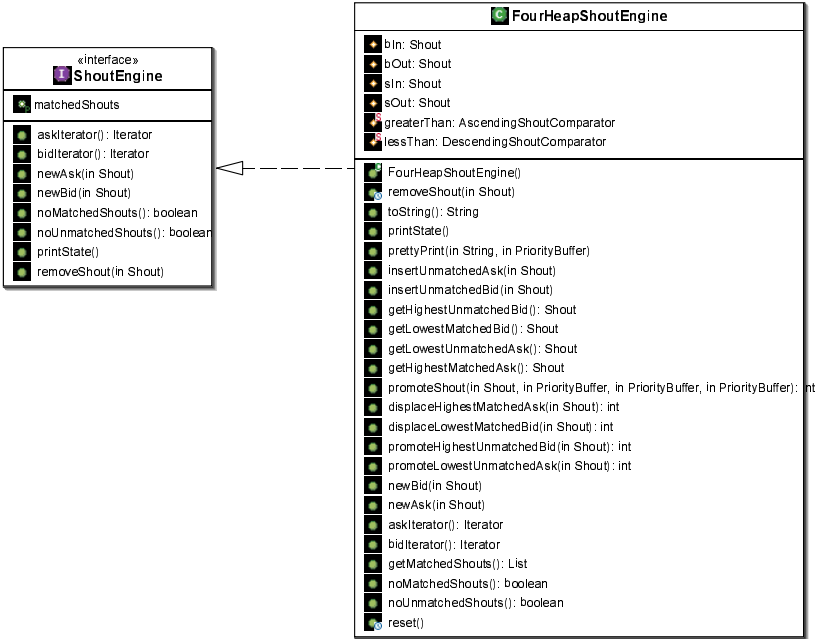 «interface»
I ShoutEngine
matchedShouts
askIterator(): Iterator
bidIterator(): Iterator
newAsk(in Shout)
newBid(in Shout)
noMatchedShouts(): boolean
noUnmatchedShouts(): boolean
printState()
removeShout(in Shout)
C FourHeapShoutEngine
bIn: Shout
bOut: Shout
sIn: Shout
sOut: Shout
S greaterThan: AscendingShoutComparator
S lessThan: DescendingShoutComparator
FourHeapShoutEngine()
removeShout(in Shout)
toString(): String
printState()
prettyPrint(in String, in PriorityBuffer)
insertUnmatchedAsk(in Shout)
insertUnmatchedBid(in Shout)
getHighestUnmatchedBid(): Shout
getLowestMatchedBid(): Shout
getLowestUnmatchedAsk(): Shout
getHighestMatchedAsk(): Shout
promoteShout(in Shout, in PriorityBuffer, in PriorityBuffer, in PriorityBuffer): int
displaceHighestMatchedAsk(in Shout): int
displaceLowestMatchedBid(in Shout): int
promoteHighestUnmatchedBid(in Shout): int
promoteLowestUnmatchedAsk(in Shout): int
newBid(in Shout)
newAsk(in Shout)
askIterator(): Iterator
bidIterator(): Iterator
getMatchedShouts(): List
noMatchedShouts(): boolean
noUnmatchedShouts(): boolean
reset()